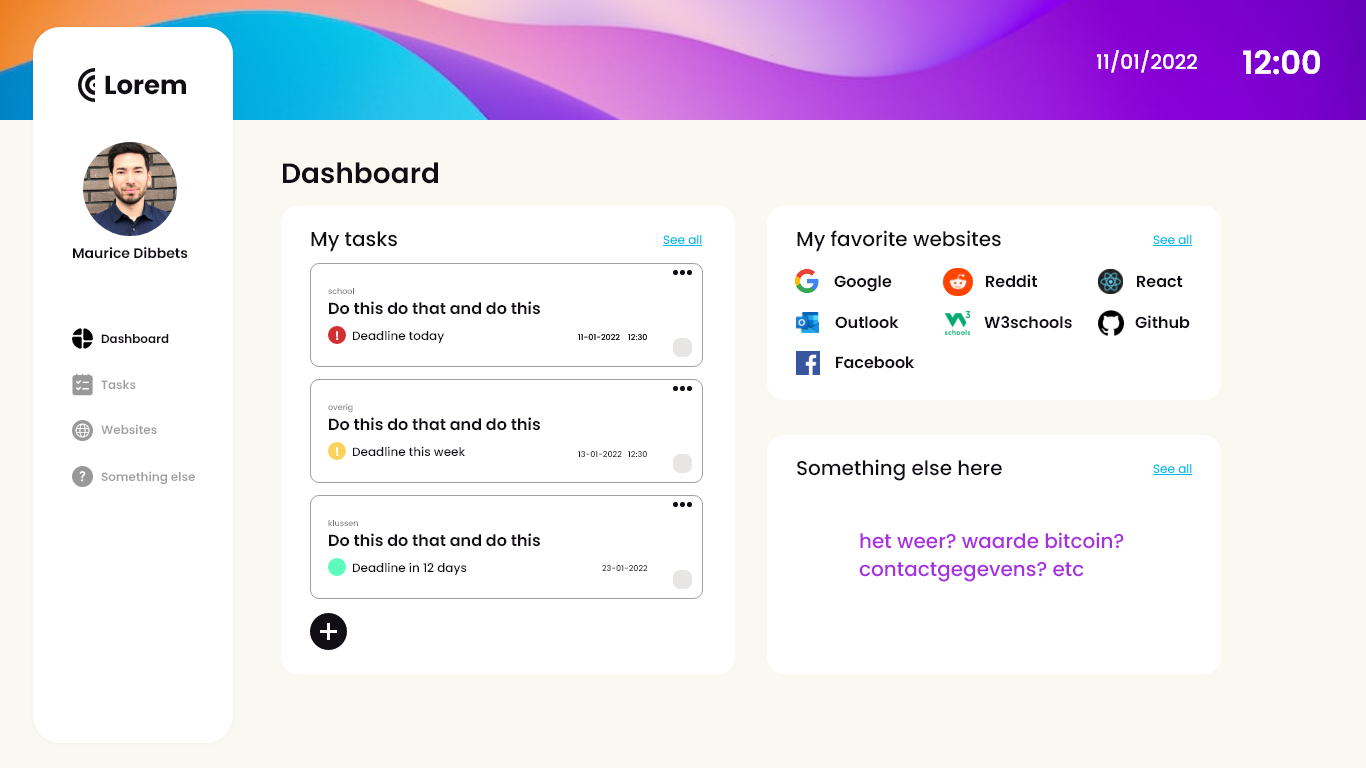 Lorem
11/01/2022 12:00
Maurice Dibbets
Dashboard
Tasks
Websites
Something else
Dashboard
My tasks See all
school
Do this do that and do this
! Deadline today 11-01-2022 12:30
overig
Do this do that and do this
! Deadline this week 13-01-2022 12:30
klussen
Do this do that and do this
Deadline in 12 days 23-01-2022
My favorite websites See all
Google Reddit React
Outlook W3schools Github
Facebook
Something else here See all
het weer? waarde bitcoin?
contactgegevens? etc